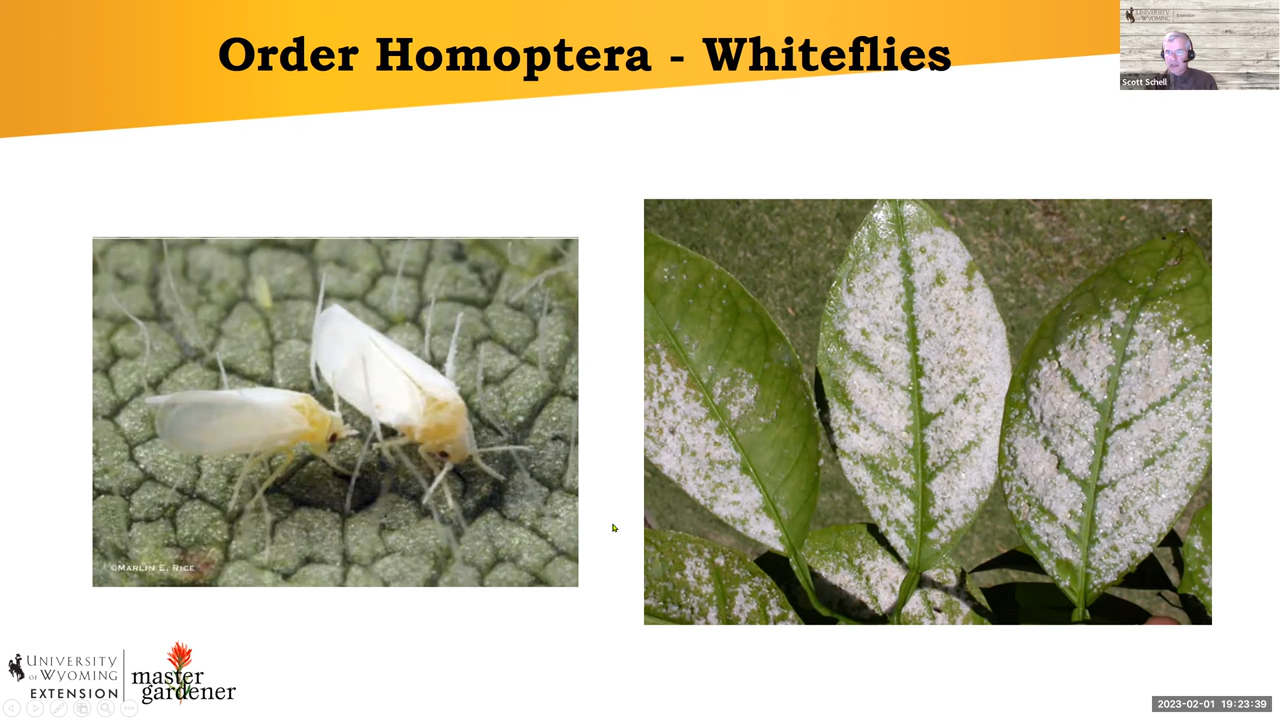 Order Homoptera - Whiteflies
UNIVERSITY
OF WYOMING
Extension
Scott Schell
©MARLIN E. RICE
UNIVERSITY
OF WYOMING
EXTENSION
master
gardener
2023-02-01 19:23:39